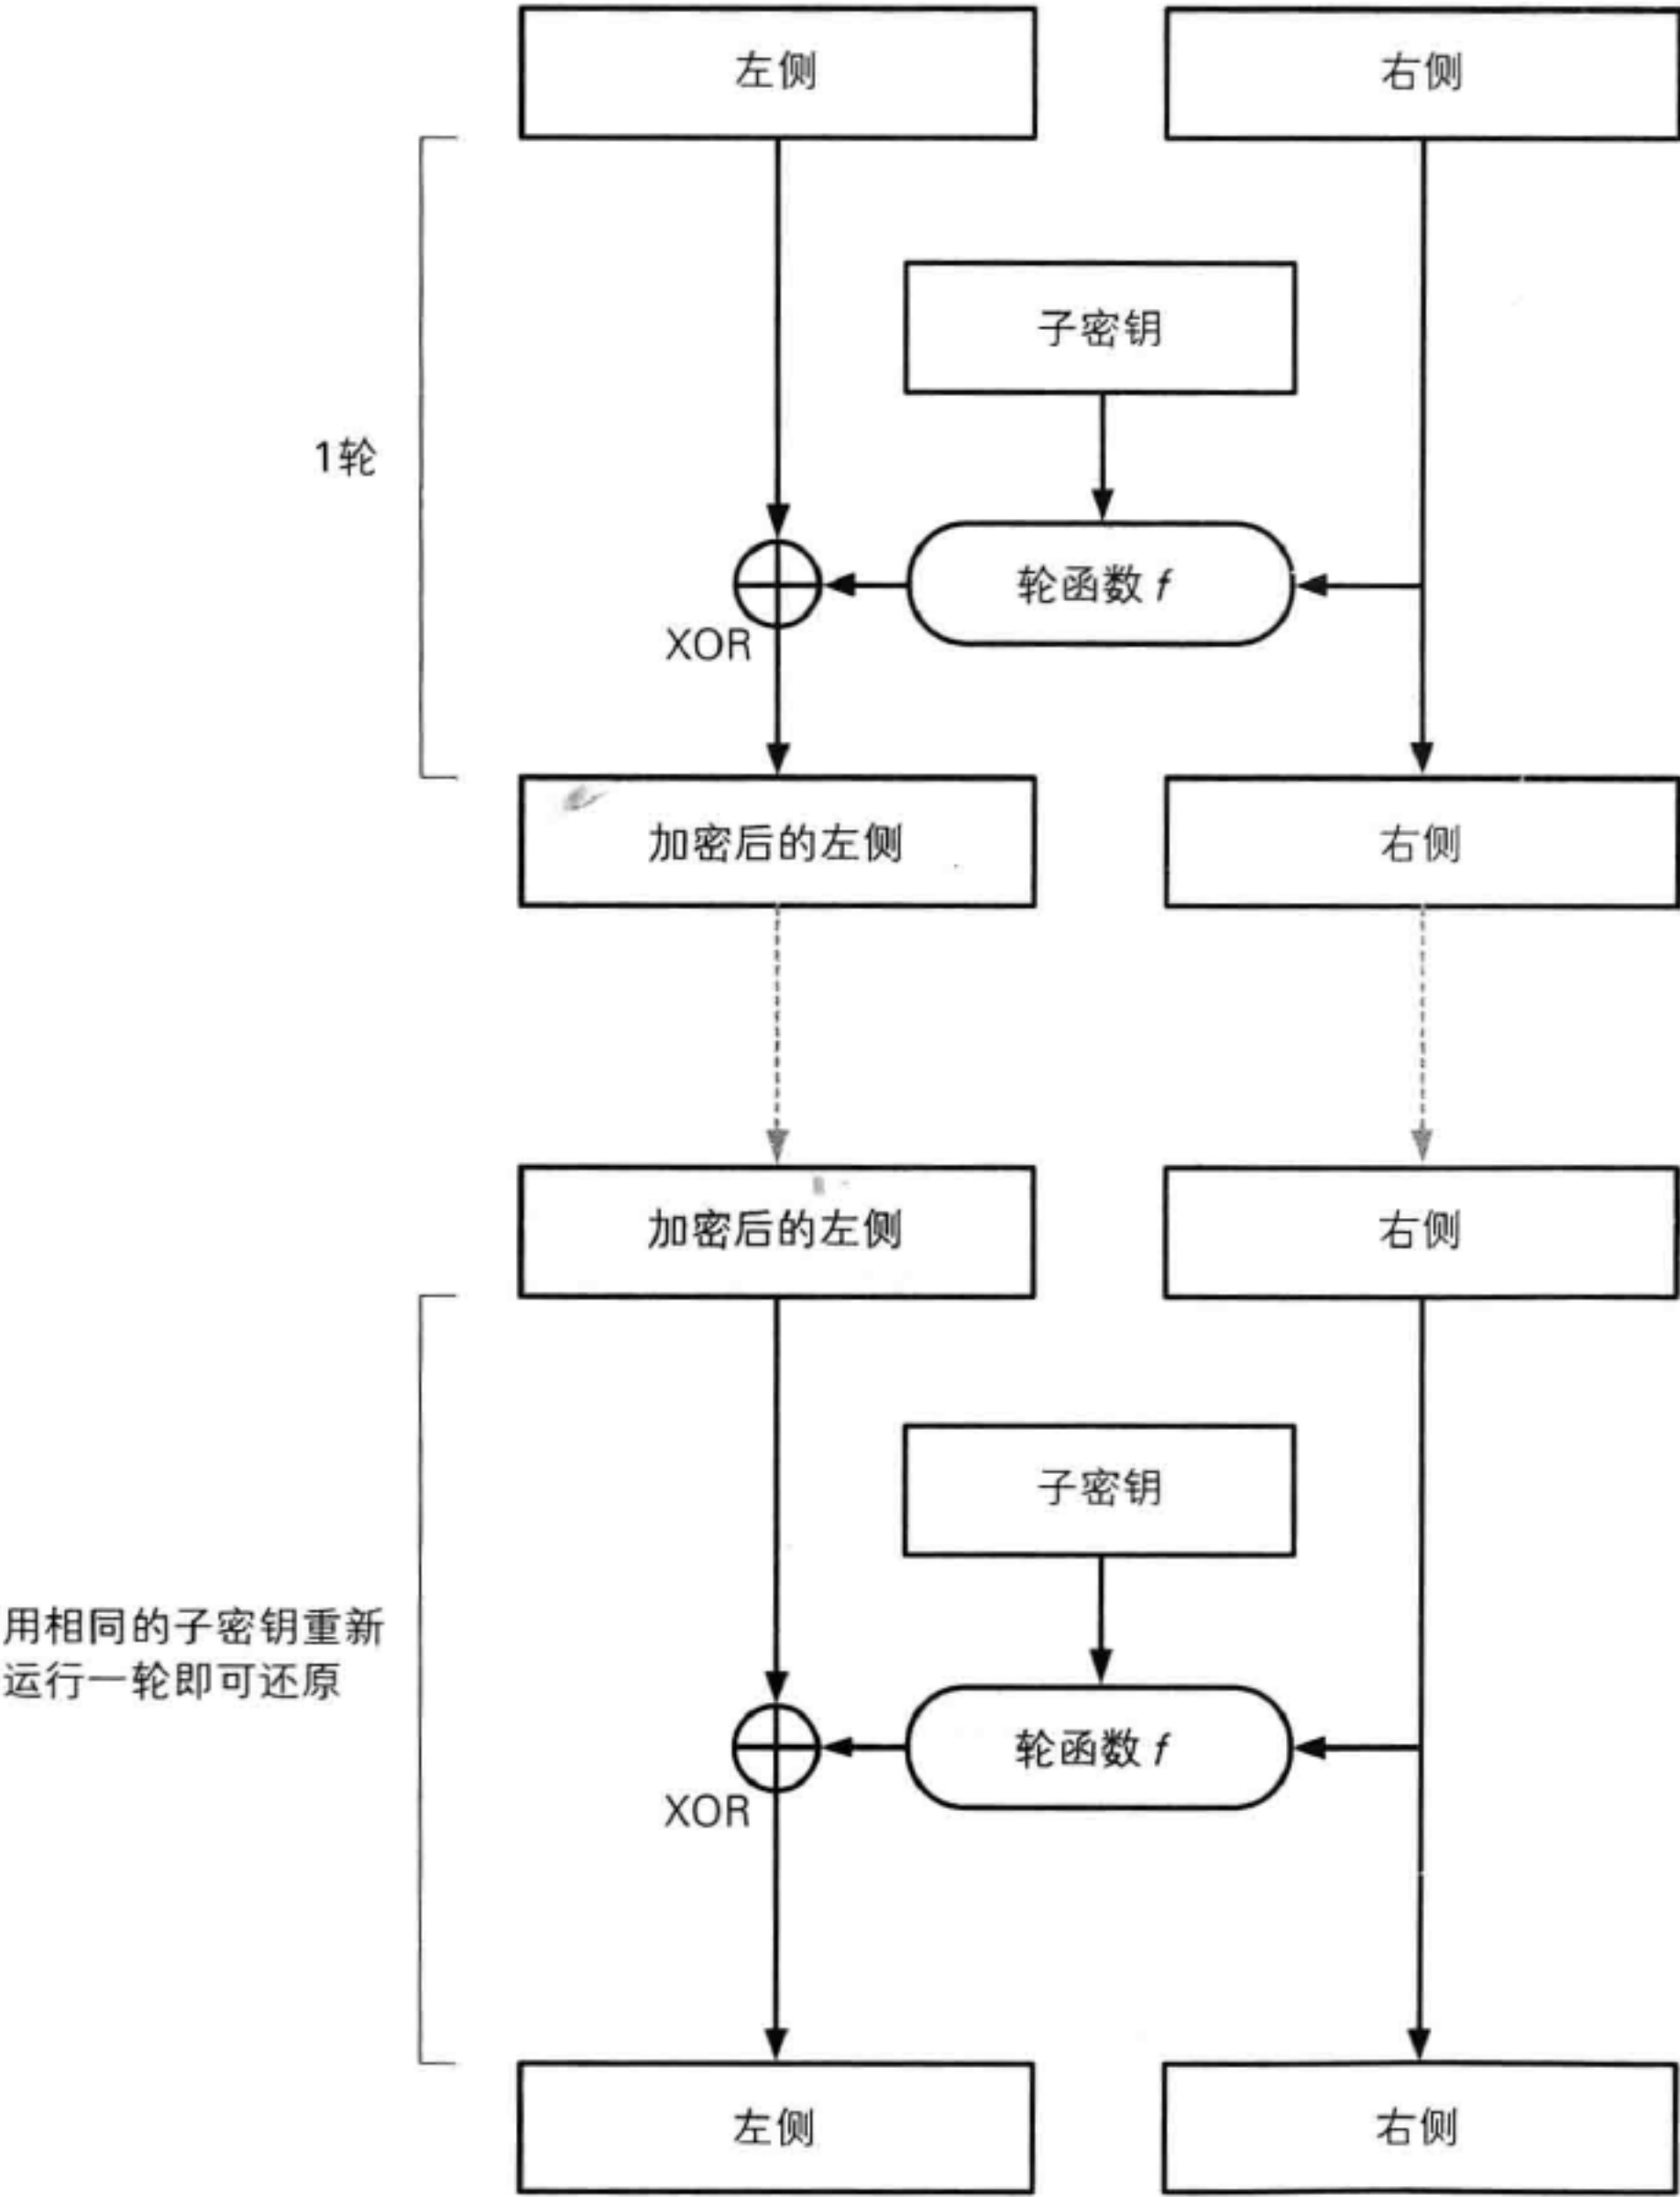 左侧
右侧
子密钥
1轮
轮函数 f
XOR
加密后的左侧
右侧
加密后的左侧
右侧
子密钥
用相同的子密钥重新
运行一轮即可还原
轮函数 f
XOR
左侧
右侧